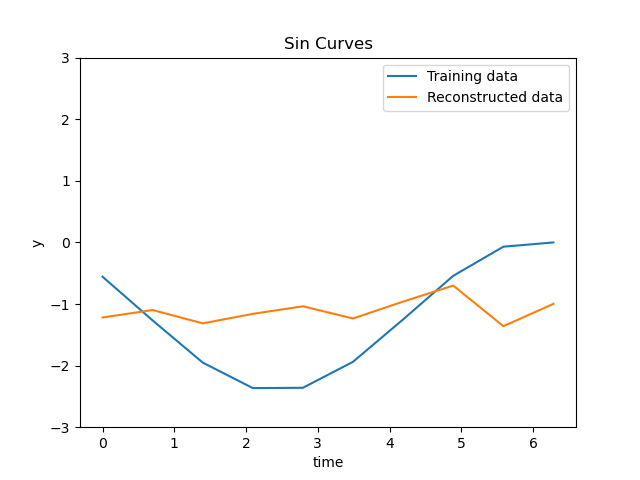 Sin Curves
Training data
Reconstructed data
3
2
1
0
−1
−2
−3
y
0 1 2 3 4 5 6
time